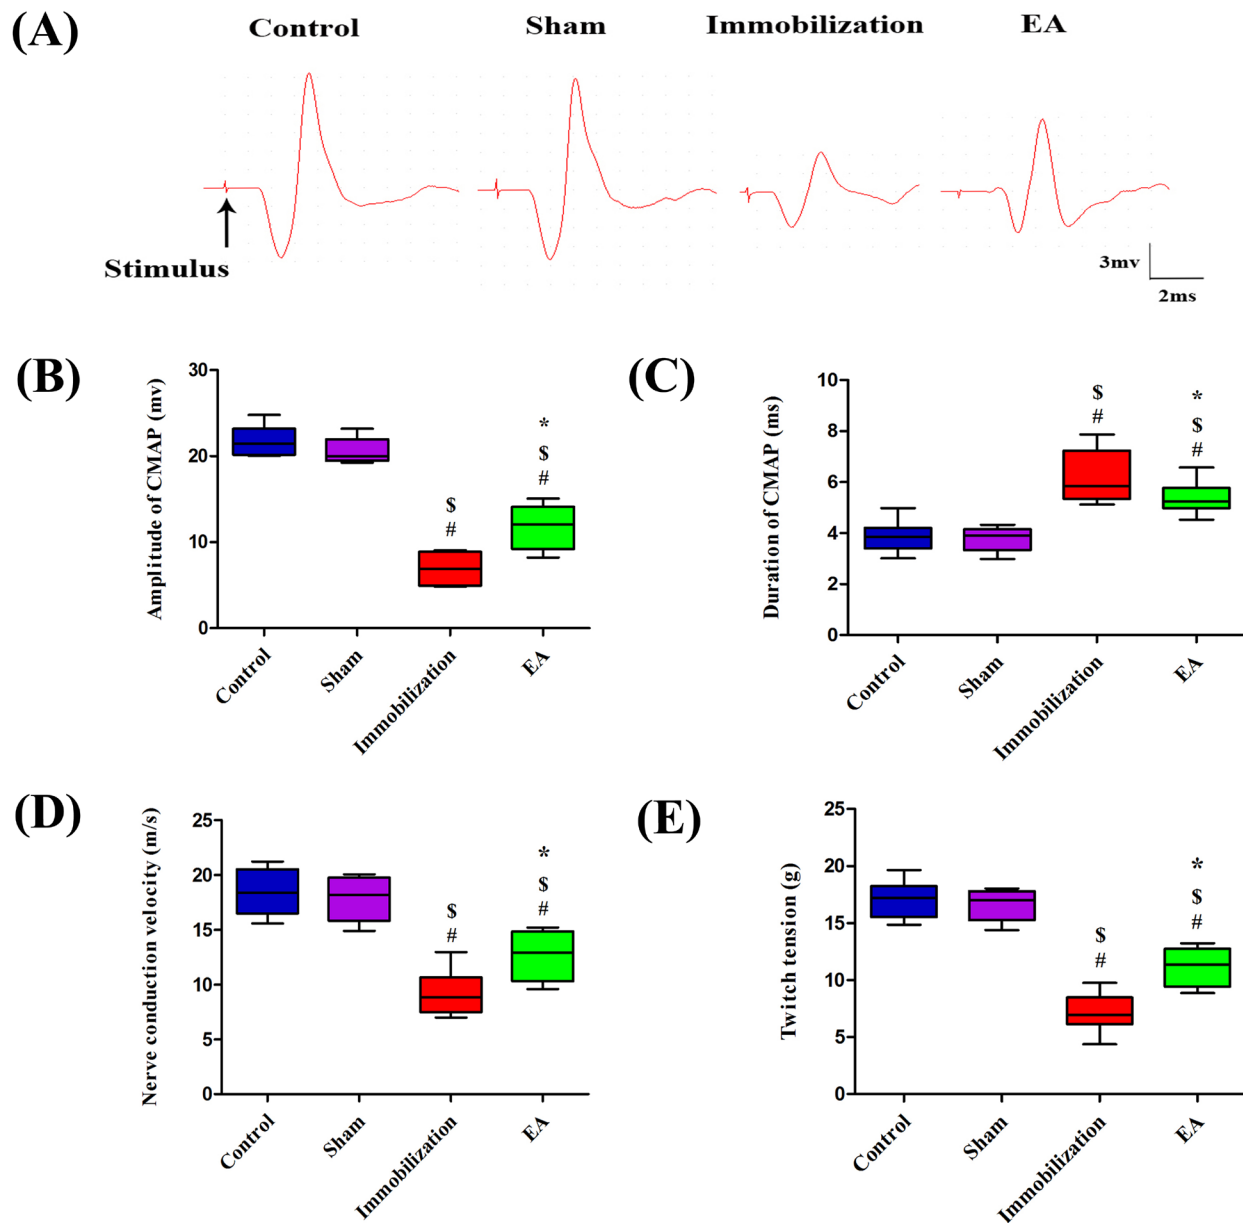 (A)
Control Sham Immobilization EA
Stimulus
3mv
2ms
(B)
Amplitude of CMAP (mv)
30
20
10
0
$
#
*
$
#
Control Sham Immobilization EA
(C)
Duration of CMAP (ms)
10
8
6
4
2
0
$
#
*
$
#
Control Sham Immobilization EA
(D)
Nerve conduction velocity (m/s)
25
20
15
10
5
0
$
#
*
$
#
Control Sham Immobilization EA
(E)
Twitch tension (g)
25
20
15
10
5
0
$
#
*
$
#
Control Sham Immobilization EA